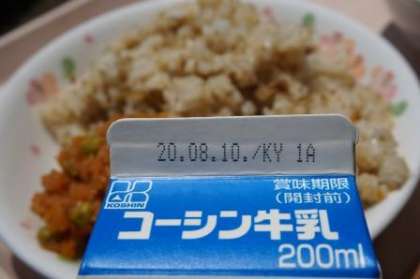 20.08.10./KY 1A
賞味期限
(開封前)
KOSHIN
コーシン牛乳
200ml